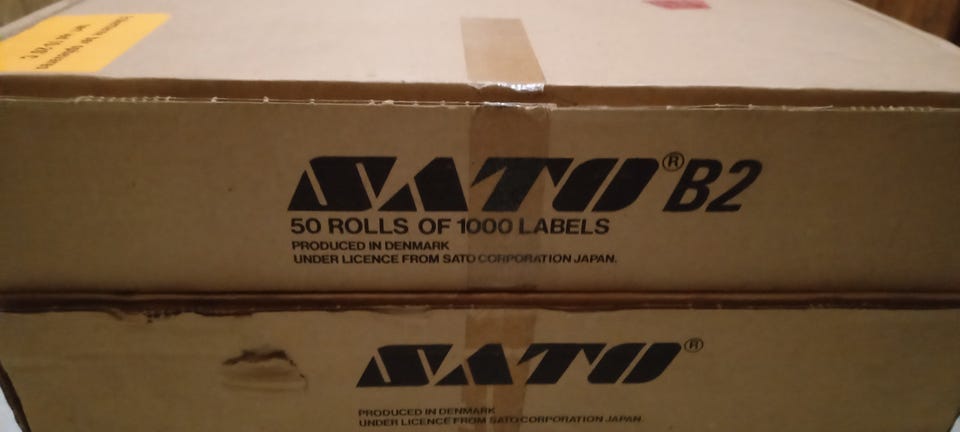 SATO® B2
50 ROLLS OF 1000 LABELS
PRODUCED IN DENMARK
UNDER LICENCE FROM SATO CORPORATION JAPAN.
SATO®
PRODUCED IN DENMARK
UNDER LICENCE FROM SATO CORPORATION JAPAN.